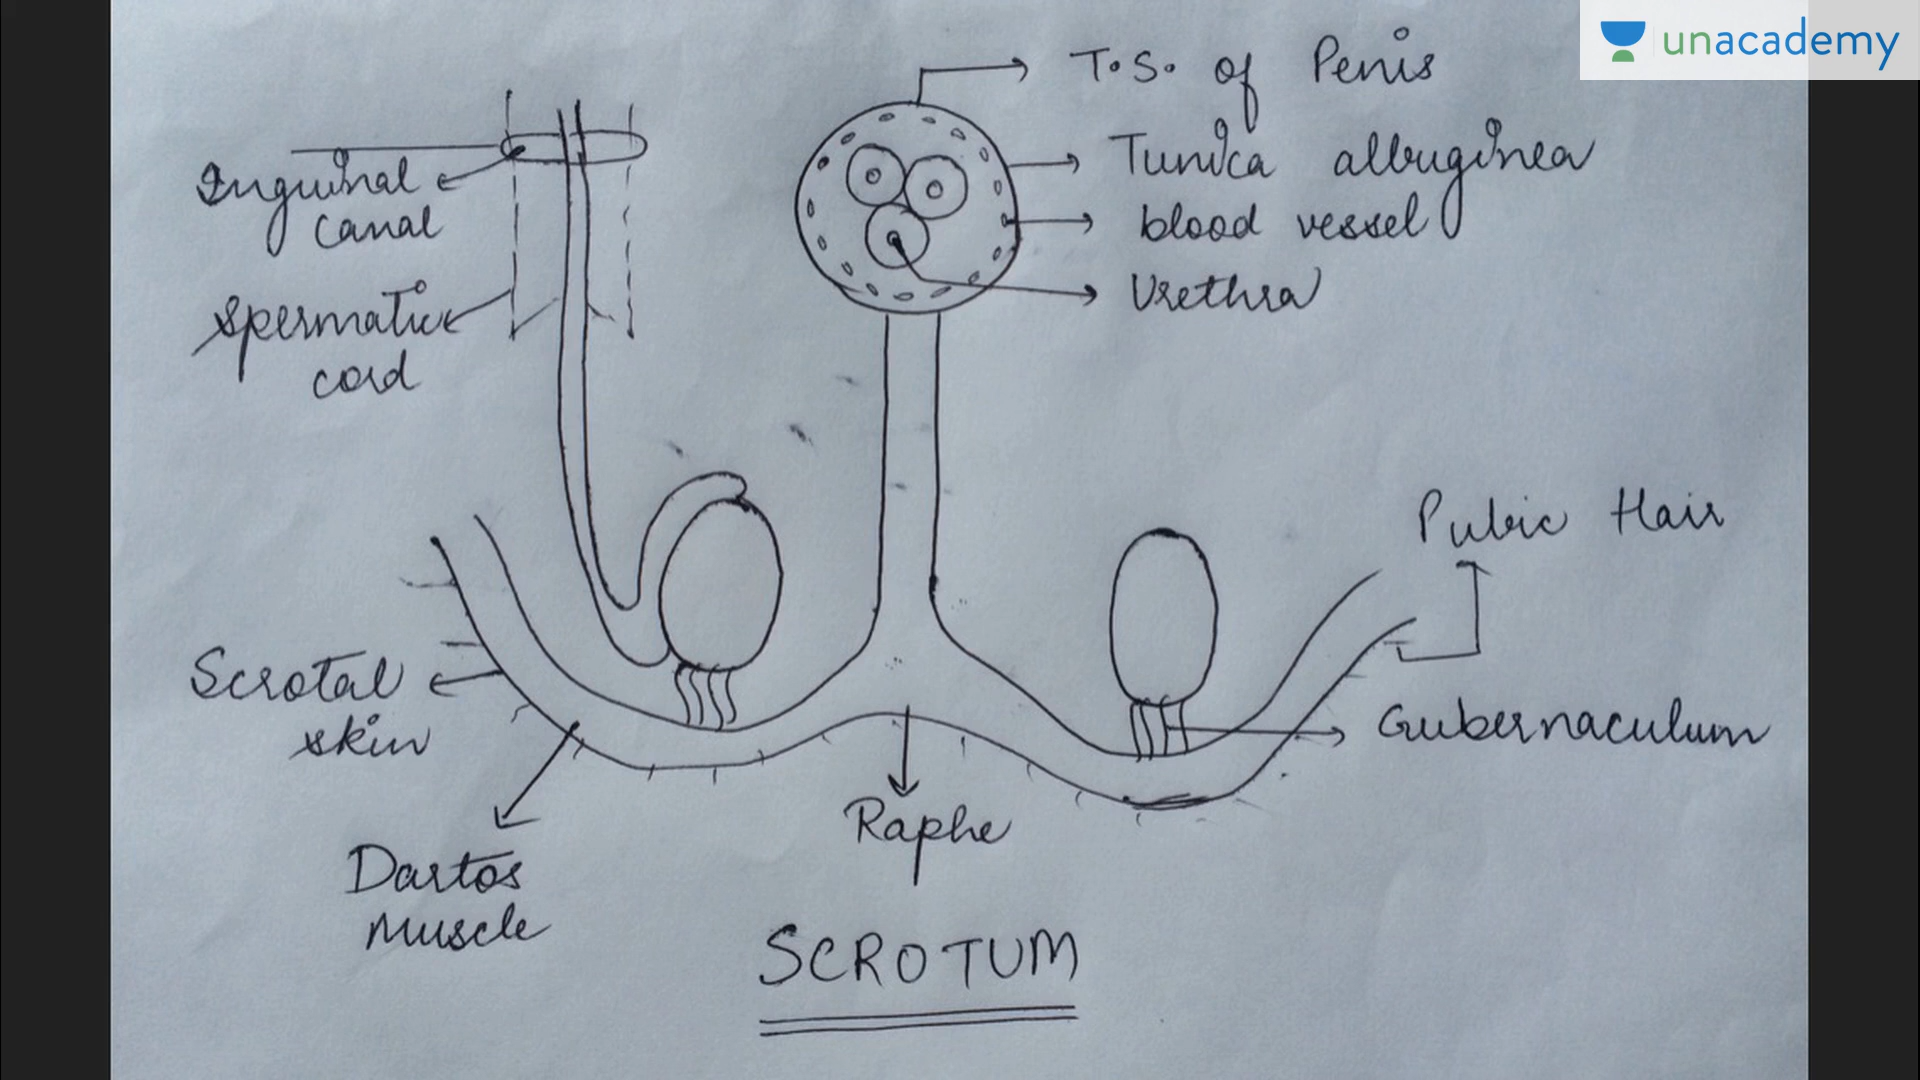 unacademy
T.S. of Penis
Tunica albuginea
blood vessel
Urethra
Inguinal
canal
Spermatic
cord
Pubic Hair
Scrotal
skin
Gubernaculum
Raphe
Dartos
muscle
SCROTUM